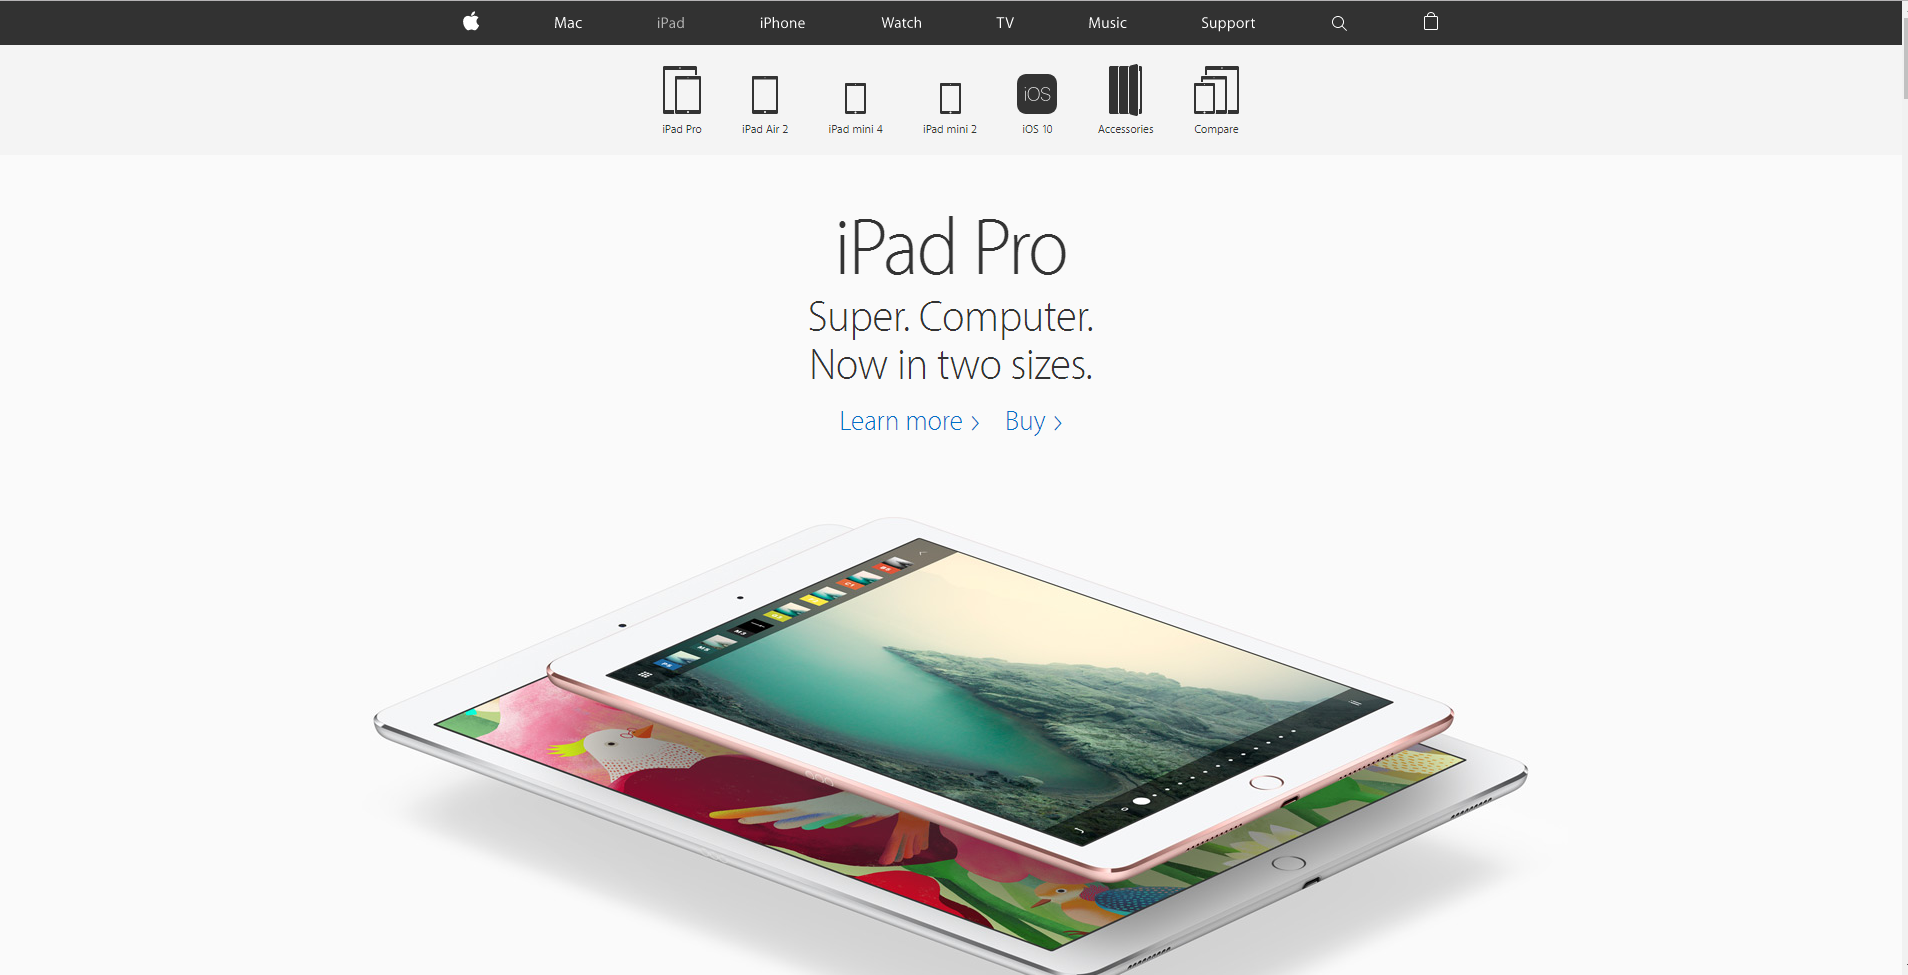 Mac iPad iPhone Watch TV Music Support
iPad Pro iPad Air 2 iPad mini 4 iPad mini 2 iOS iOS 10 Accessories Compare
iPad Pro
Super. Computer.
Now in two sizes.
Learn more > Buy >